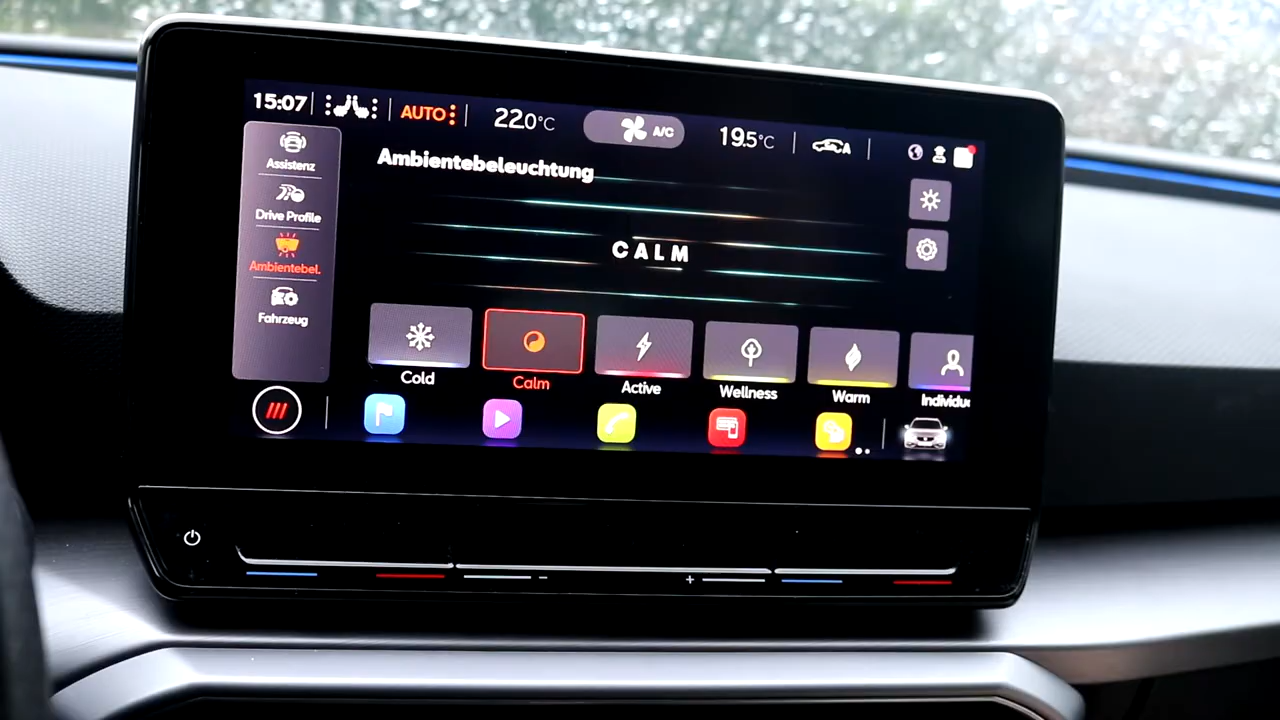 15:07
AUTO
22.0°C
A/C
19.5°C
A
Assistenz
Drive Profile
Ambientebel.
Fahrzeug
Ambientebeleuchtung
CALM
Cold
Calm
Active
Wellness
Warm
Individu
- +